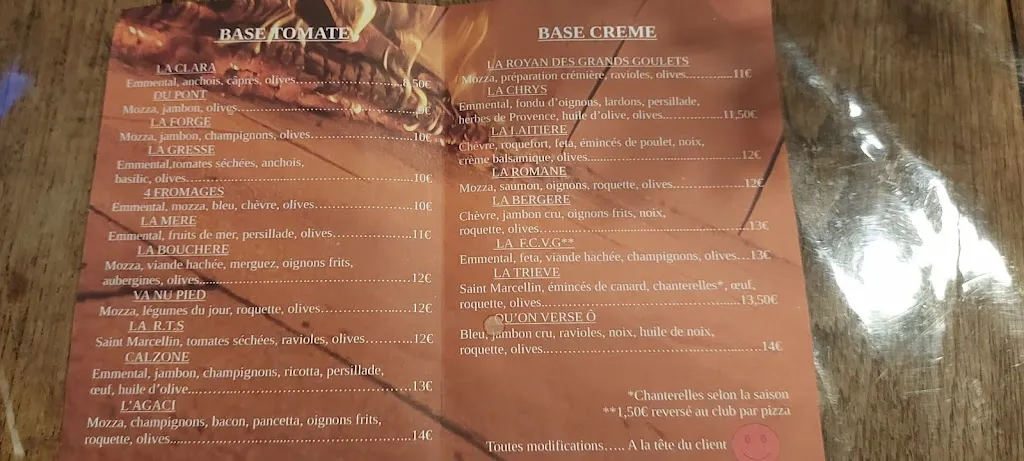 BASE TOMATE
LA CLARA
Emmental, anchois, câpres, olives........8,50€
DU PONT
Mozza, jambon, olives........9€
LA FORGE
Mozza, jambon, champignons, olives........10€
LA GRESSE
Emmental,tomates séchées, anchois,
basilic, olives........10€
4 FROMAGES
Emmental, mozza, bleu, chèvre, olives........10€
LA MERE
Emmental, fruits de mer, persillade, olives........11€
LA BOUCHERE
Mozza, viande hachée, merguez, oignons frits,
aubergines, olives........12€
VA NU PIED
Mozza, légumes du jour, roquette, olives........12€
LA R.T.S
Saint Marcellin, tomates séchées, ravioles, olives........12€
CALZONE
Emmental, jambon, champignons, ricotta, persillade,
œuf, huile d’olive........13€
L’AGACI
Mozza, champignons, bacon, pancetta, oignons frits,
roquette, olives........14€
BASE CREME
LA ROYAN DES GRANDS GOULETS
Mozza, préparation crémière, ravioles, olives........11€
LA CHRYS
Emmental, fondu d’oignons, lardons, persillade,
herbes de Provence, huile d’olive, olives........11,50€
LA LAITIERE
Chèvre, roquefort, feta, émincés de poulet, noix,
crème balsamique, olives........12€
LA ROMANE
Mozza, saumon, oignons, roquette, olives........12€
LA BERGERE
Chèvre, jambon cru, oignons frits, noix,
roquette, olives........13€
LA F.C.V.G**
Emmental, feta, viande hachée, champignons, olives...13€
LA TRIEVE
Saint Marcellin, émincés de canard, chanterelles*, œuf,
roquette, olives........13,50€
QU’ON VERSE Ô
Bleu, jambon cru, ravioles, noix, huile de noix,
roquette, olives........14€
*Chanterelles selon la saison
**1,50€ reversé au club par pizza
Toutes modifications….. A la tête du client